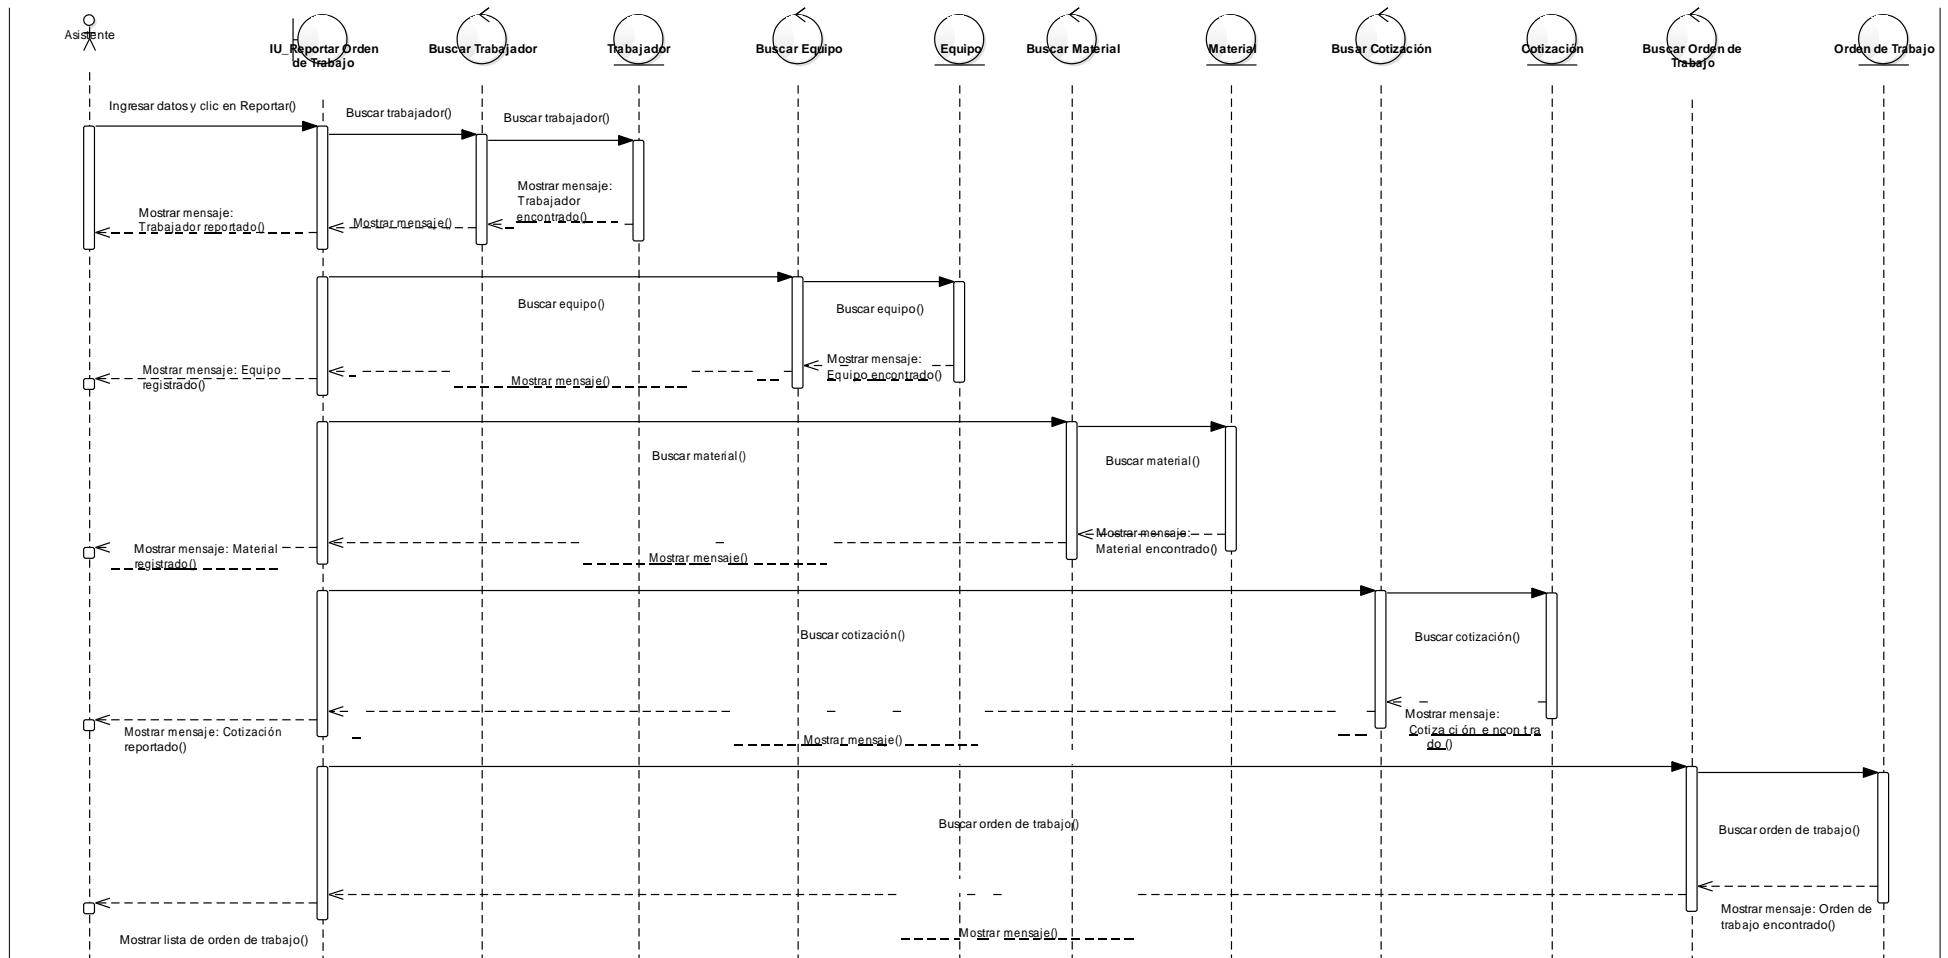 Asistente
IU_Reportar Orden
de Trabajo
Buscar Trabajador
Trabajador
Buscar Equipo
Equipo
Buscar Material
Material
Busar Cotización
Cotización
Buscar Orden de
Trabajo
Orden de Trabajo
Ingresar datos y clic en Reportar()
Buscar trabajador()
Buscar trabajador()
Mostrar mensaje:
Trabajador
encontrado()
Mostrar mensaje()
Mostrar mensaje:
Trabajador reportado()
Buscar equipo()
Buscar equipo()
Mostrar mensaje:
Equipo encontrado()
Mostrar mensaje()
Mostrar mensaje: Equipo
registrado()
Buscar material()
Buscar material()
Mostrar mensaje:
Material encontrado()
Mostrar mensaje()
Mostrar mensaje: Material
registrado()
Buscar cotización()
Buscar cotización()
Mostrar mensaje:
Cotización encontra
do()
Mostrar mensaje()
Mostrar mensaje: Cotización
reportado()
Buscar orden de trabajo()
Buscar orden de trabajo()
Mostrar mensaje: Orden de
trabajo encontrado()
Mostrar mensaje()
Mostrar lista de orden de trabajo()